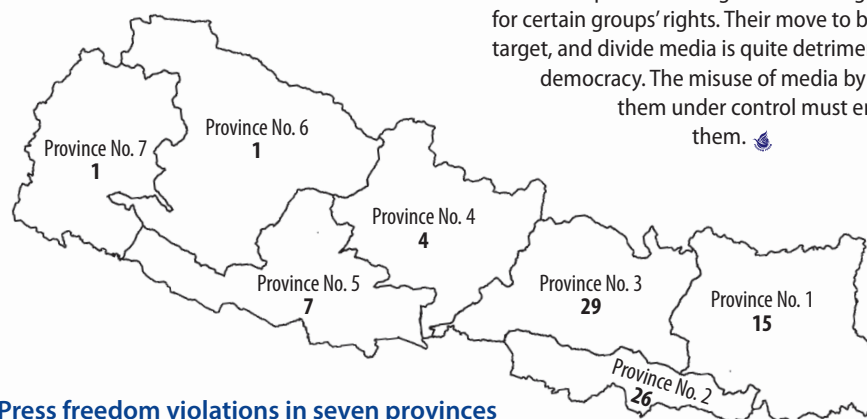 for certain groups' rights. Their move to b
target, and divide media is quite detrime
democracy. The misuse of media by
them under control must e
them.
Province No. 7
1
Province No. 6
1
Province No. 4
4
Province No. 5
7
Province No. 3
29
Province No. 1
15
Province No. 2
26
Press freedom violations in seven provinces